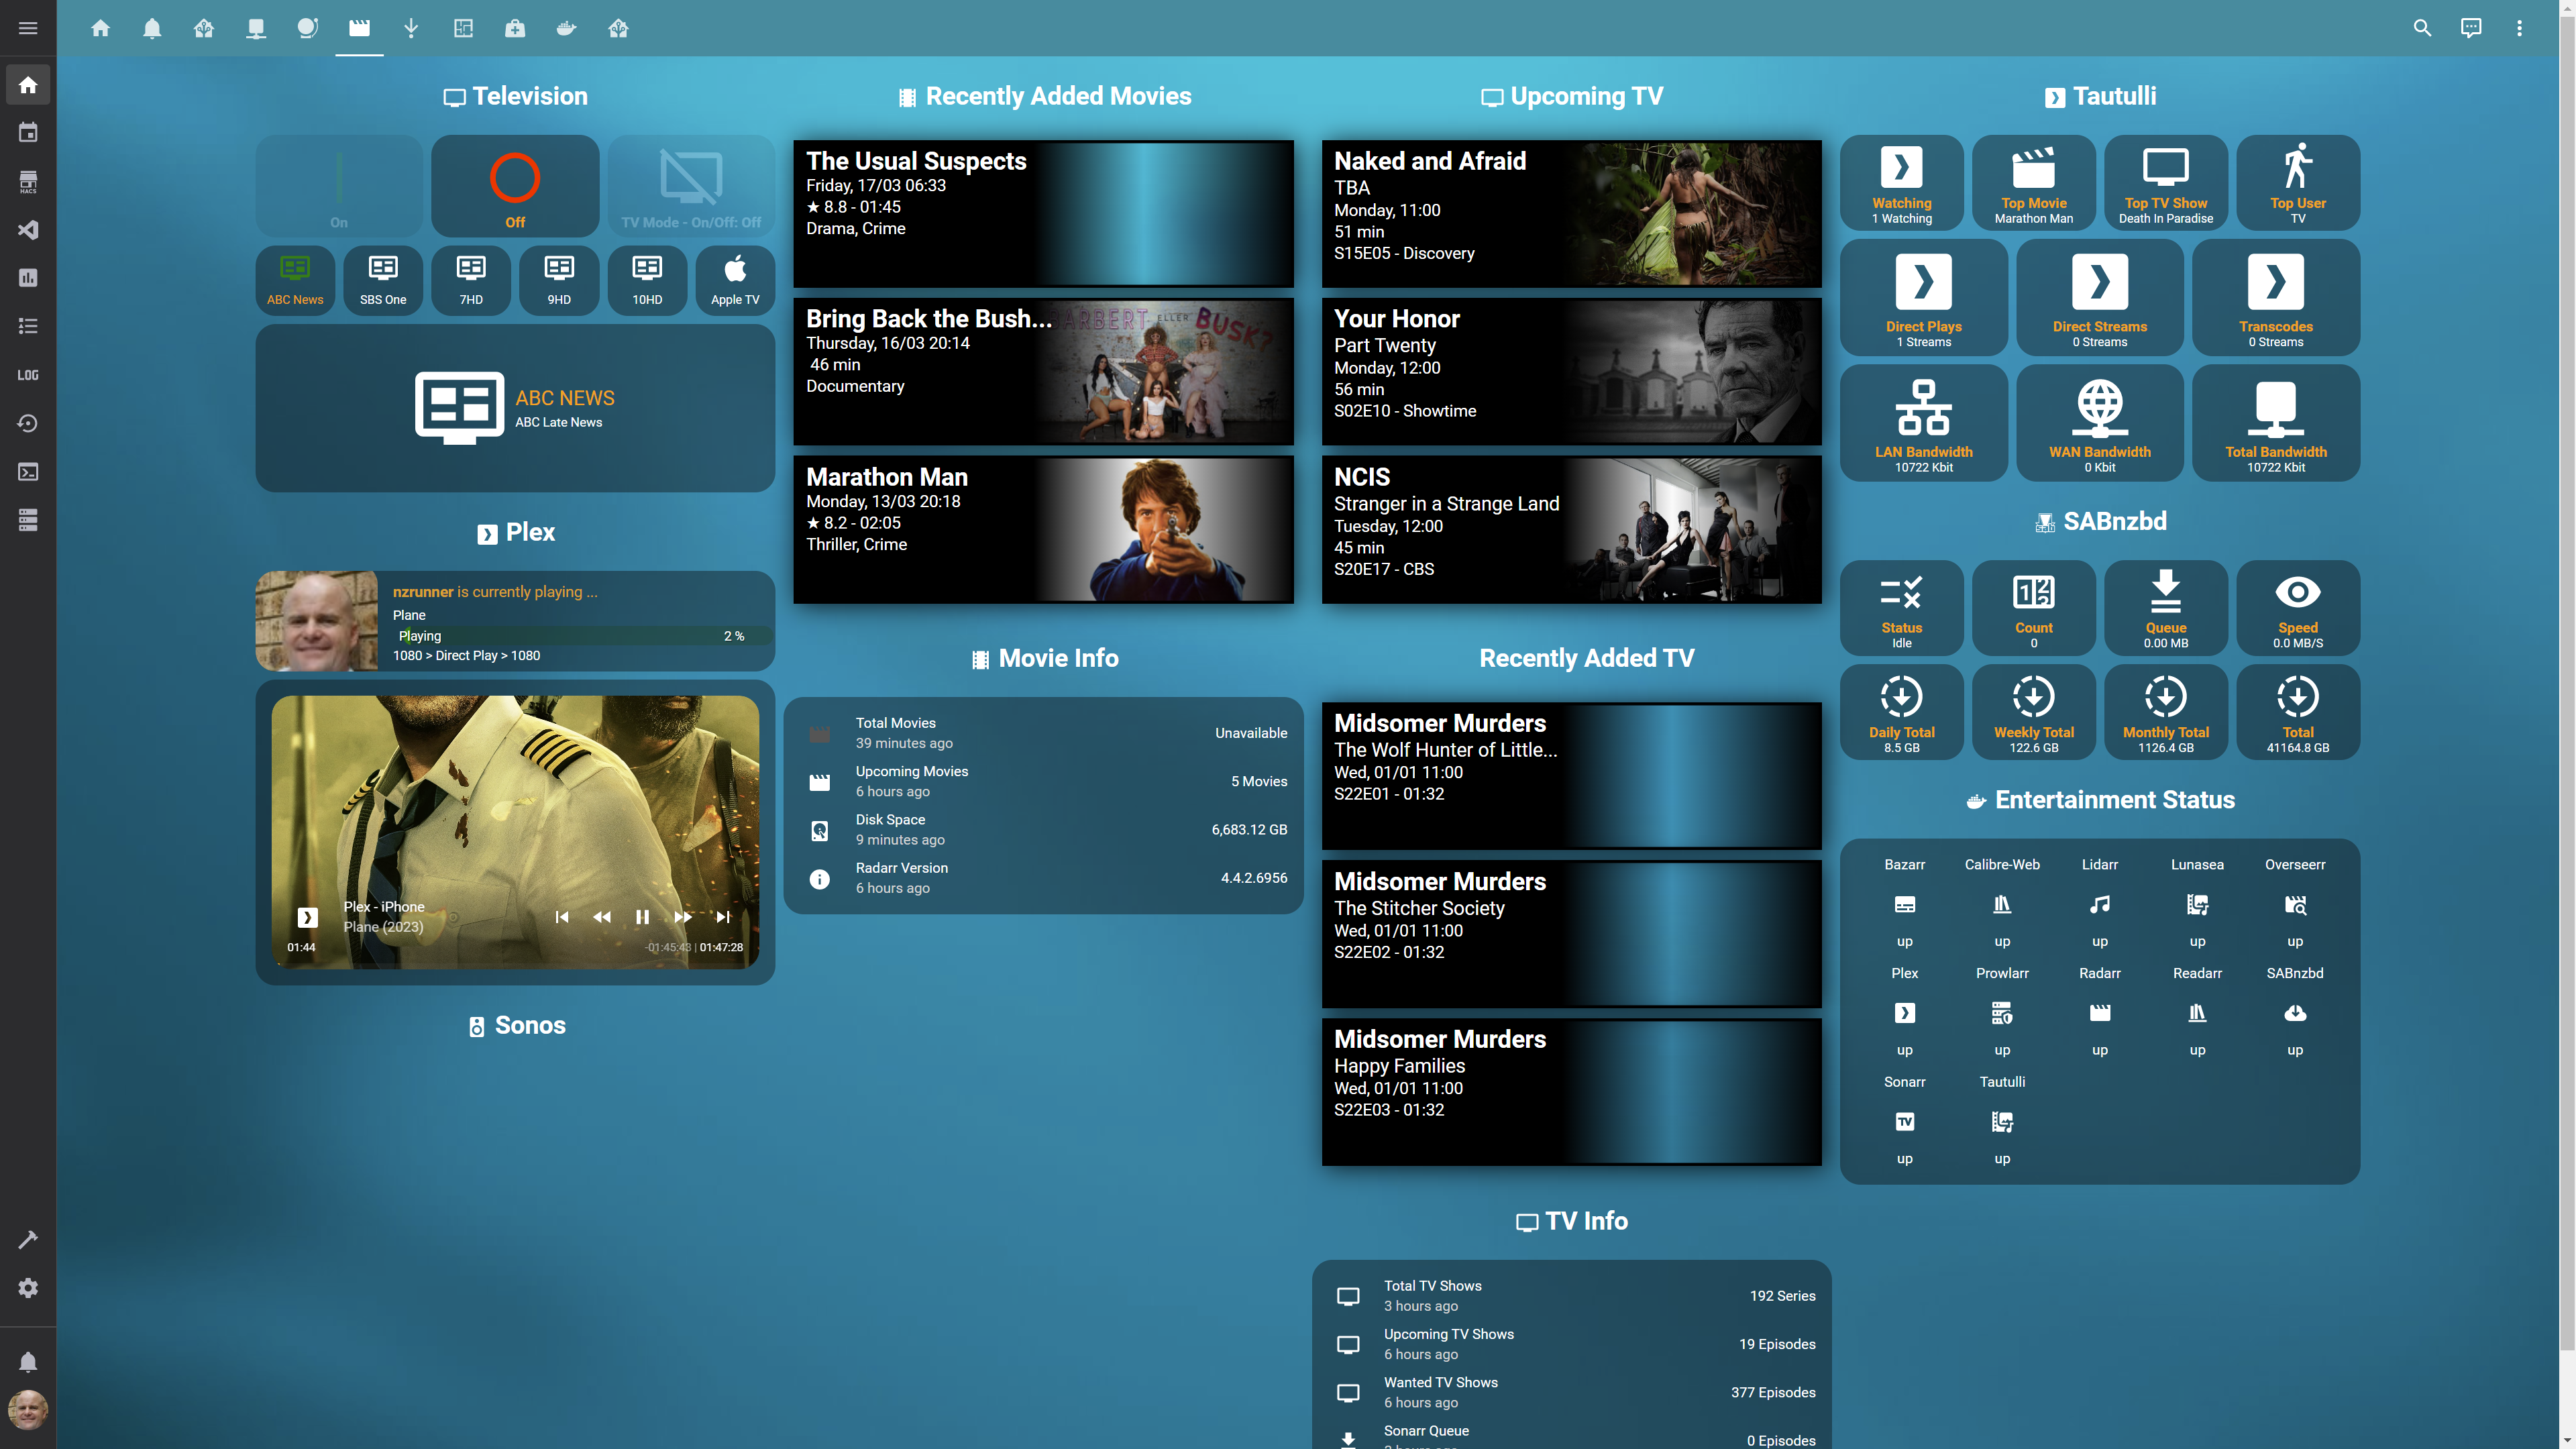 HACS
LOG
Television
On
Off
TV Mode - On/Off: Off
ABC News
SBS One
7HD
9HD
10HD
Apple TV
ABC NEWS
ABC Late News
Plex
nzrunner is currently playing ...
Plane
Playing
2 %
1080 > Direct Play > 1080
Plex - iPhone
Plane (2023)
01:44
-01:45:43 | 01:47:28
Sonos
Recently Added Movies
The Usual Suspects
Friday, 17/03 06:33
★ 8.8 - 01:45
Drama, Crime
Bring Back the Bush...
Thursday, 16/03 20:14
46 min
Documentary
BARBERT ELLER BUSK?
Marathon Man
Monday, 13/03 20:18
★ 8.2 - 02:05
Thriller, Crime
Movie Info
Total Movies
39 minutes ago
Unavailable
Upcoming Movies
6 hours ago
5 Movies
Disk Space
9 minutes ago
6,683.12 GB
Radarr Version
6 hours ago
4.4.2.6956
Upcoming TV
Naked and Afraid
TBA
Monday, 11:00
51 min
S15E05 - Discovery
Your Honor
Part Twenty
Monday, 12:00
56 min
S02E10 - Showtime
NCIS
Stranger in a Strange Land
Tuesday, 12:00
45 min
S20E17 - CBS
Recently Added TV
Midsomer Murders
The Wolf Hunter of Little...
Wed, 01/01 11:00
S22E01 - 01:32
Midsomer Murders
The Stitcher Society
Wed, 01/01 11:00
S22E02 - 01:32
Midsomer Murders
Happy Families
Wed, 01/01 11:00
S22E03 - 01:32
TV Info
Total TV Shows
3 hours ago
192 Series
Upcoming TV Shows
6 hours ago
19 Episodes
Wanted TV Shows
6 hours ago
377 Episodes
Sonarr Queue
0 Episodes
Tautulli
Watching
1 Watching
Top Movie
Marathon Man
Top TV Show
Death In Paradise
Top User
TV
Direct Plays
1 Streams
Direct Streams
0 Streams
Transcodes
0 Streams
LAN Bandwidth
10722 Kbit
WAN Bandwidth
0 Kbit
Total Bandwidth
10722 Kbit
SABnzbd
Status
Idle
Count
0
Queue
0.00 MB
Speed
0.0 MB/S
Daily Total
8.5 GB
Weekly Total
122.6 GB
Monthly Total
1126.4 GB
Total
41164.8 GB
Entertainment Status
Bazarr Calibre-Web Lidarr Lunasea Overseerr
up up up up up
Plex Prowlarr Radarr Readarr SABnzbd
up up up up up
Sonarr Tautulli
TV
up up